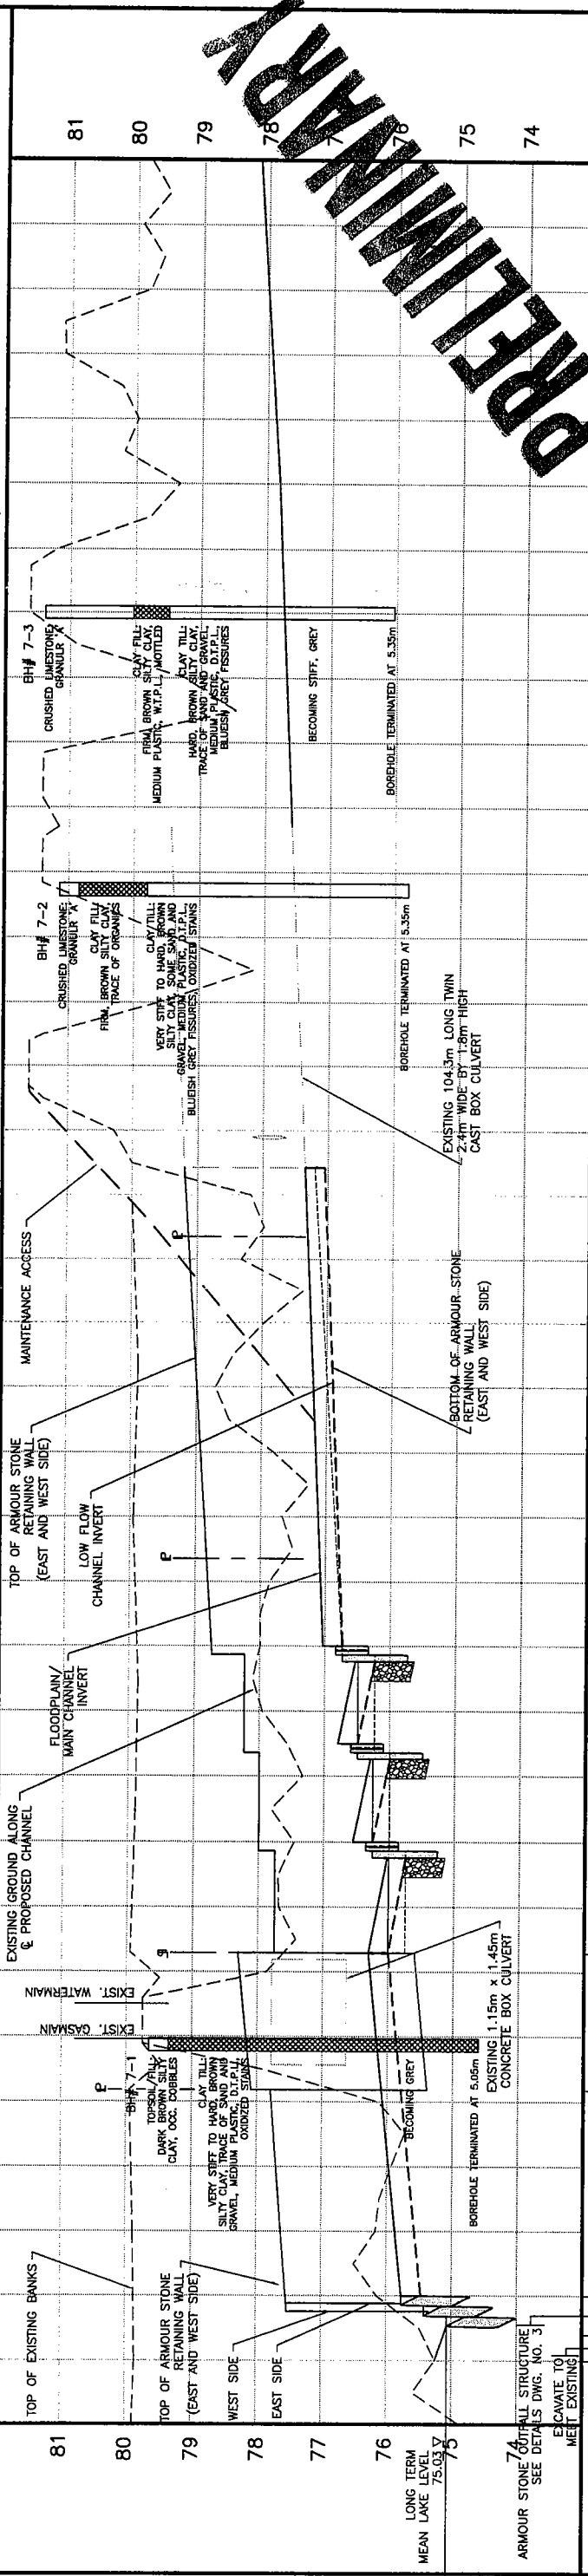 PRELIMINARY
81
80
79
78
77
76
75
74
81
80
79
78
77
76
75
74
TOP OF EXISTING BANKS
TOP OF ARMOUR STONE
RETAINING WALL
(EAST AND WEST SIDE)
WEST SIDE
EAST SIDE
LONG TERM
MEAN LAKE LEVEL
75.03
ARMOUR STONE OUTFALL STRUCTURE
SEE DETAILS DWG. NO. 3
EXCAVATE TO
MEET EXISTING
BH# 7-1
TOPSOIL/FILL:
DARK BROWN SILTY
CLAY, OCC. COBBLES
CLAY TILL:
VERY STIFF TO HARD, BROWN
SILTY CLAY, TRACE OF SAND AND
GRAVEL, MEDIUM PLASTIC, D.T.P.L.,
OXIDIZED STAINS
BECOMING GREY
BOREHOLE TERMINATED AT 5.05m
EXIST. GASMAIN
EXIST. WATERMAIN
EXISTING 1.15m x 1.45m
CONCRETE BOX CULVERT
EXISTING GROUND ALONG
℄ PROPOSED CHANNEL
FLOODPLAIN/
MAIN CHANNEL
INVERT
LOW FLOW
CHANNEL INVERT
TOP OF ARMOUR STONE
RETAINING WALL
(EAST AND WEST SIDE)
MAINTENANCE ACCESS
BOTTOM OF ARMOUR STONE
RETAINING WALL
(EAST AND WEST SIDE)
EXISTING 104.3m LONG TWIN
2.4m WIDE BY 1.8m HIGH
CAST BOX CULVERT
BH# 7-2
CRUSHED LIMESTONE:
GRANULR 'A'
CLAY FILL:
FIRM, BROWN SILTY CLAY,
TRACE OF ORGANICS
CLAY TILL:
VERY STIFF TO HARD, BROWN
SILTY CLAY, SOME SAND AND
GRAVEL, MEDIUM PLASTIC, D.T.P.L.,
BLUEISH GREY FISSURES, OXIDIZED STAINS
BOREHOLE TERMINATED AT 5.35m
BH# 7-3
CRUSHED LIMESTONE:
GRANULR 'A'
CLAY FILL:
FIRM, BROWN SILTY CLAY,
MEDIUM PLASTIC, W.T.P.L., MOTTLED
CLAY TILL:
HARD, BROWN SILTY CLAY,
TRACE OF SAND AND GRAVEL,
MEDIUM PLASTIC, D.T.P.L.,
BLUEISH GREY FISSURES
BECOMING STIFF, GREY
BOREHOLE TERMINATED AT 5.35m